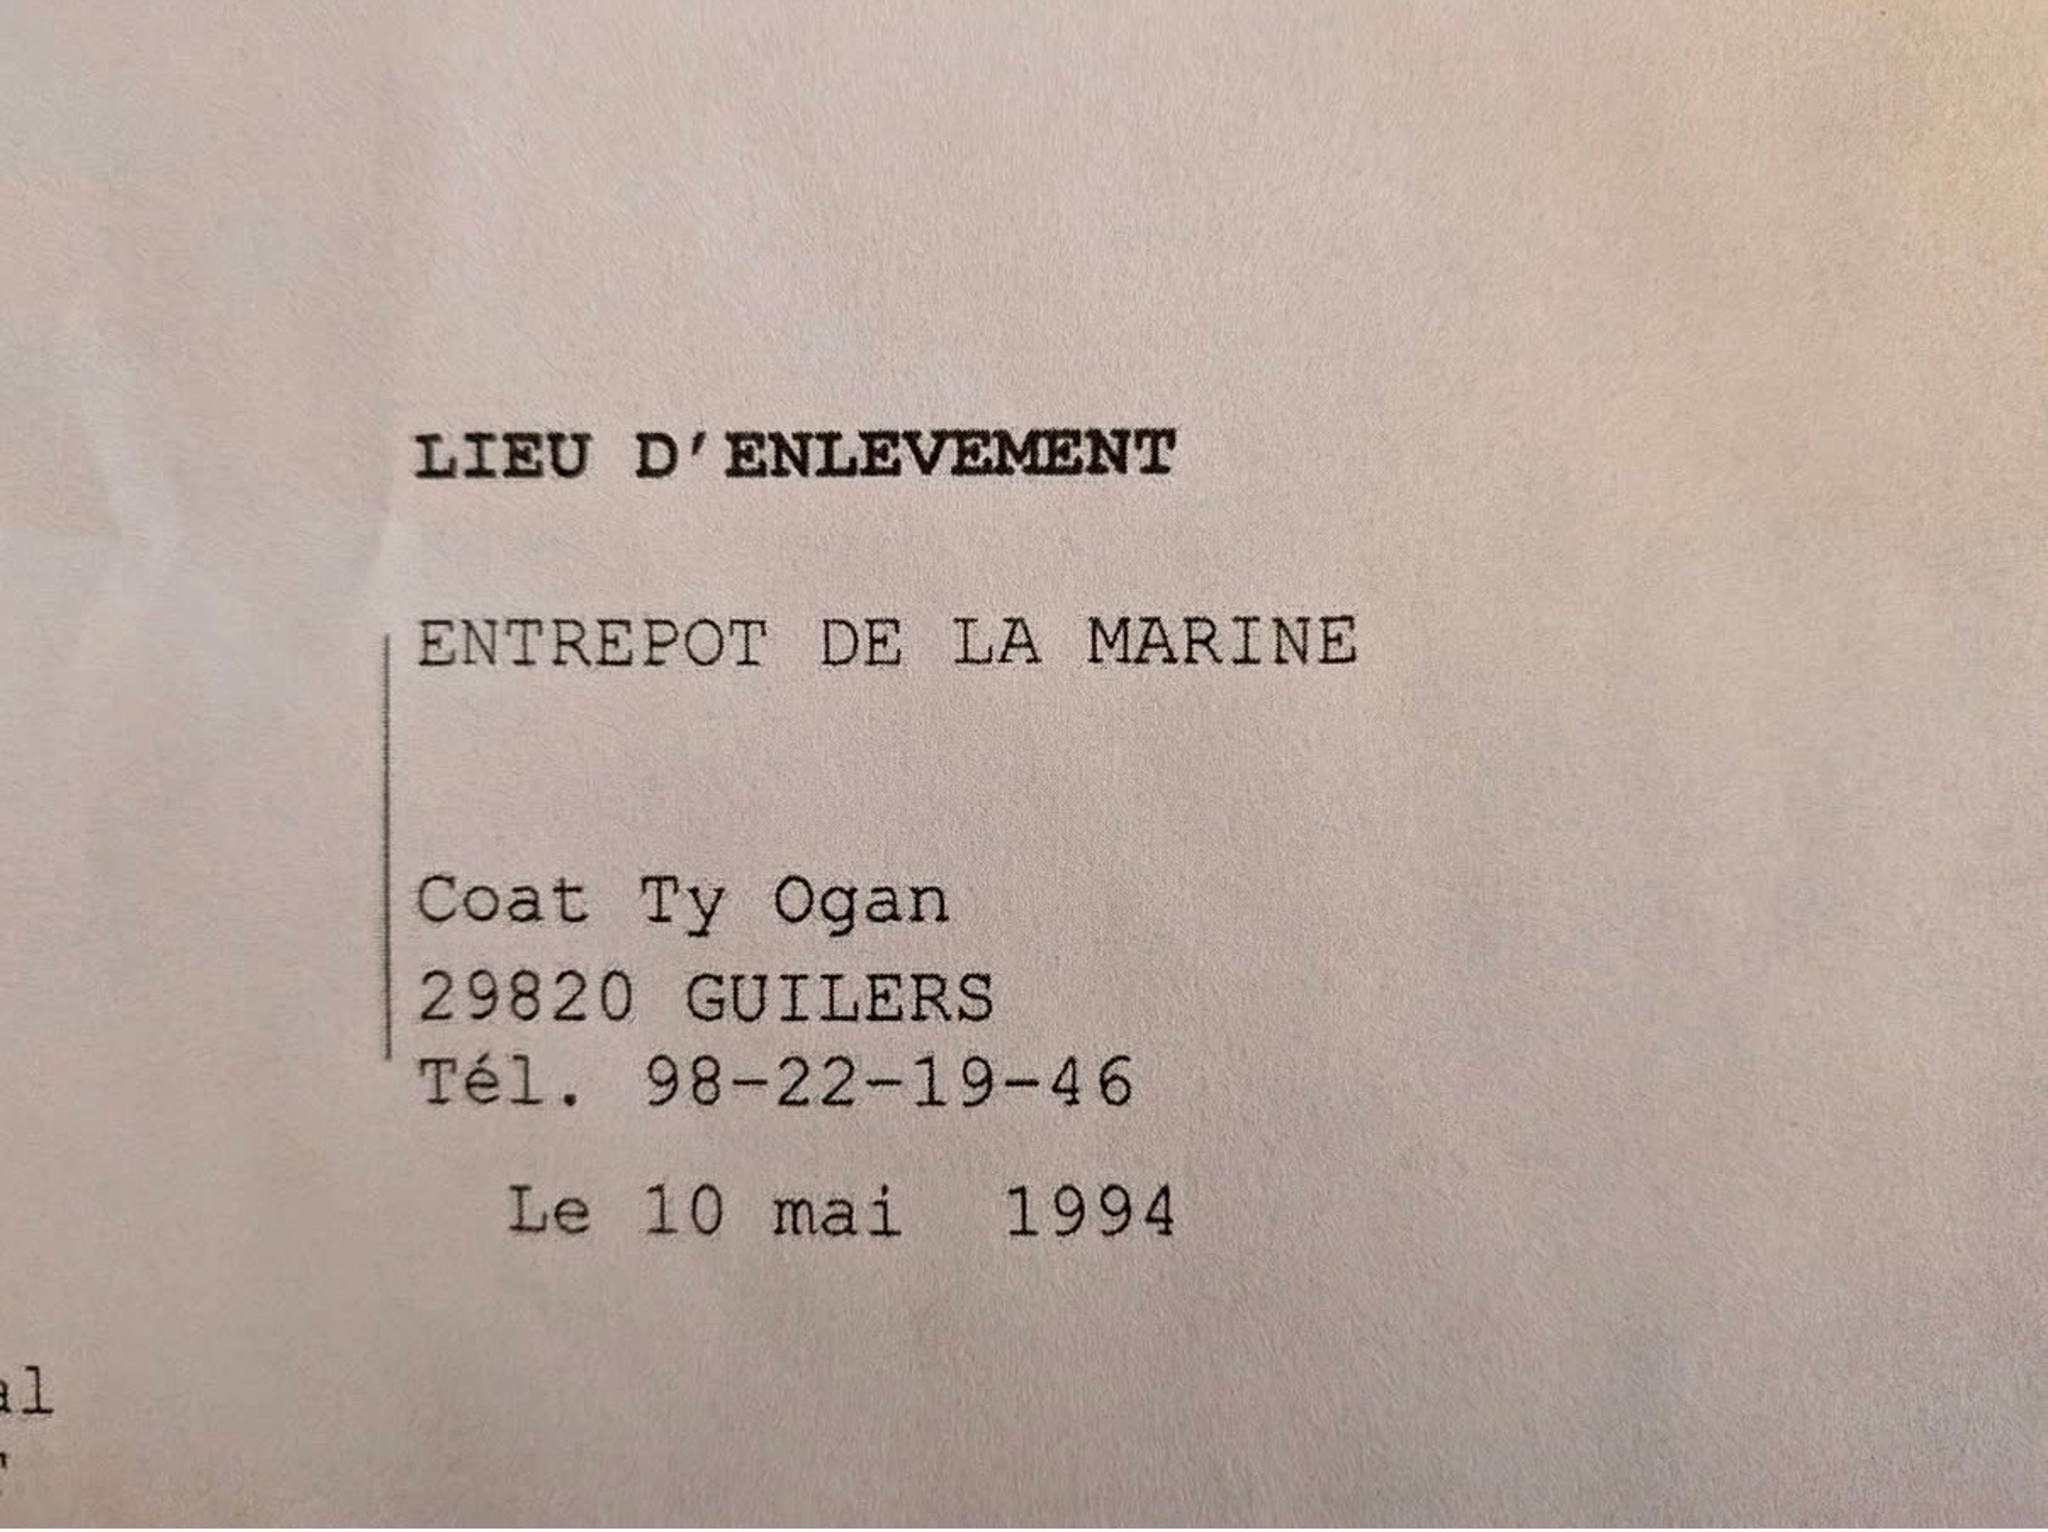 LIEU D'ENLEVEMENT
ENTREPOT DE LA MARINE
Coat Ty Ogan
29820 GUILERS
Tél. 98-22-19-46
Le 10 mai 1994